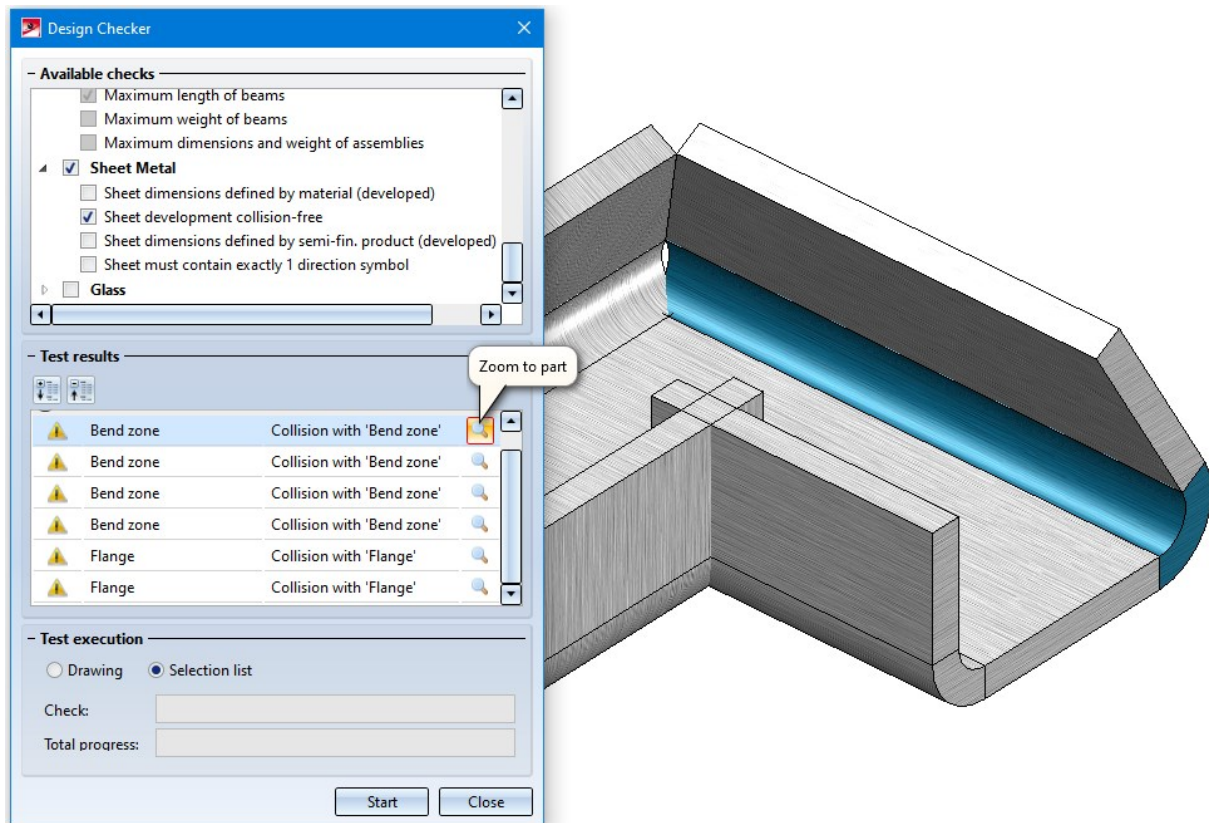 Design Checker
Available checks
Maximum length of beams
Maximum weight of beams
Maximum dimensions and weight of assemblies
Sheet Metal
Sheet dimensions defined by material (developed)
Sheet development collision-free
Sheet dimensions defined by semi-fin. product (developed)
Sheet must contain exactly 1 direction symbol
Glass
Test results
Zoom to part
Bend zone Collision with 'Bend zone'
Bend zone Collision with 'Bend zone'
Bend zone Collision with 'Bend zone'
Bend zone Collision with 'Bend zone'
Flange Collision with 'Flange'
Flange Collision with 'Flange'
Test execution
Drawing Selection list
Check:
Total progress:
Start Close